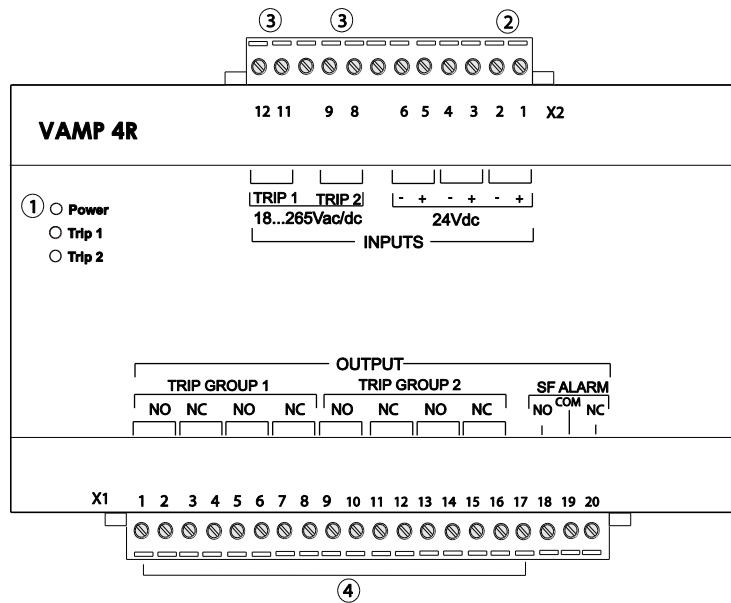 ③ ③ ②
12 11 9 8 6 5 4 3 2 1 X2
VAMP 4R
TRIP 1 TRIP 2 - + - + - +
18...265Vac/dc 24Vdc
INPUTS
① Power
Trip 1
Trip 2
OUTPUT
TRIP GROUP 1 TRIP GROUP 2 SF ALARM
NO NC NO NC NO NC NO NC NO COM NC
X1 1 2 3 4 5 6 7 8 9 10 11 12 13 14 15 16 17 18 19 20
④